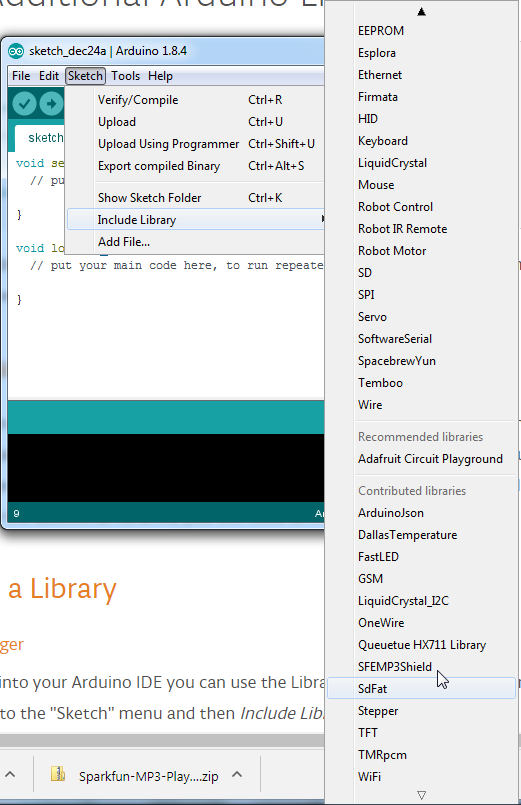 sketch_dec24a | Arduino 1.8.4
File Edit Sketch Tools Help
Verify/Compile Ctrl+R
Upload Ctrl+U
Upload Using Programmer Ctrl+Shift+U
Export compiled Binary Ctrl+Alt+S
Show Sketch Folder Ctrl+K
Include Library
Add File...
sketch
void se
// pu
}
void lo
// put your main code here, to run repeate
}
9
EEPROM
Esplora
Ethernet
Firmata
HID
Keyboard
LiquidCrystal
Mouse
Robot Control
Robot IR Remote
Robot Motor
SD
SPI
Servo
SoftwareSerial
SpacebrewYun
Temboo
Wire
Recommended libraries
Adafruit Circuit Playground
Contributed libraries
ArduinoJson
DallasTemperature
FastLED
GSM
LiquidCrystal_I2C
OneWire
Queuetue HX711 Library
SFEMP3Shield
SdFat
Stepper
TFT
TMRpcm
WiFi
a Library
ger
into your Arduino IDE you can use the Libra
to the "Sketch" menu and then Include Lib
Sparkfun-MP3-Play....zip